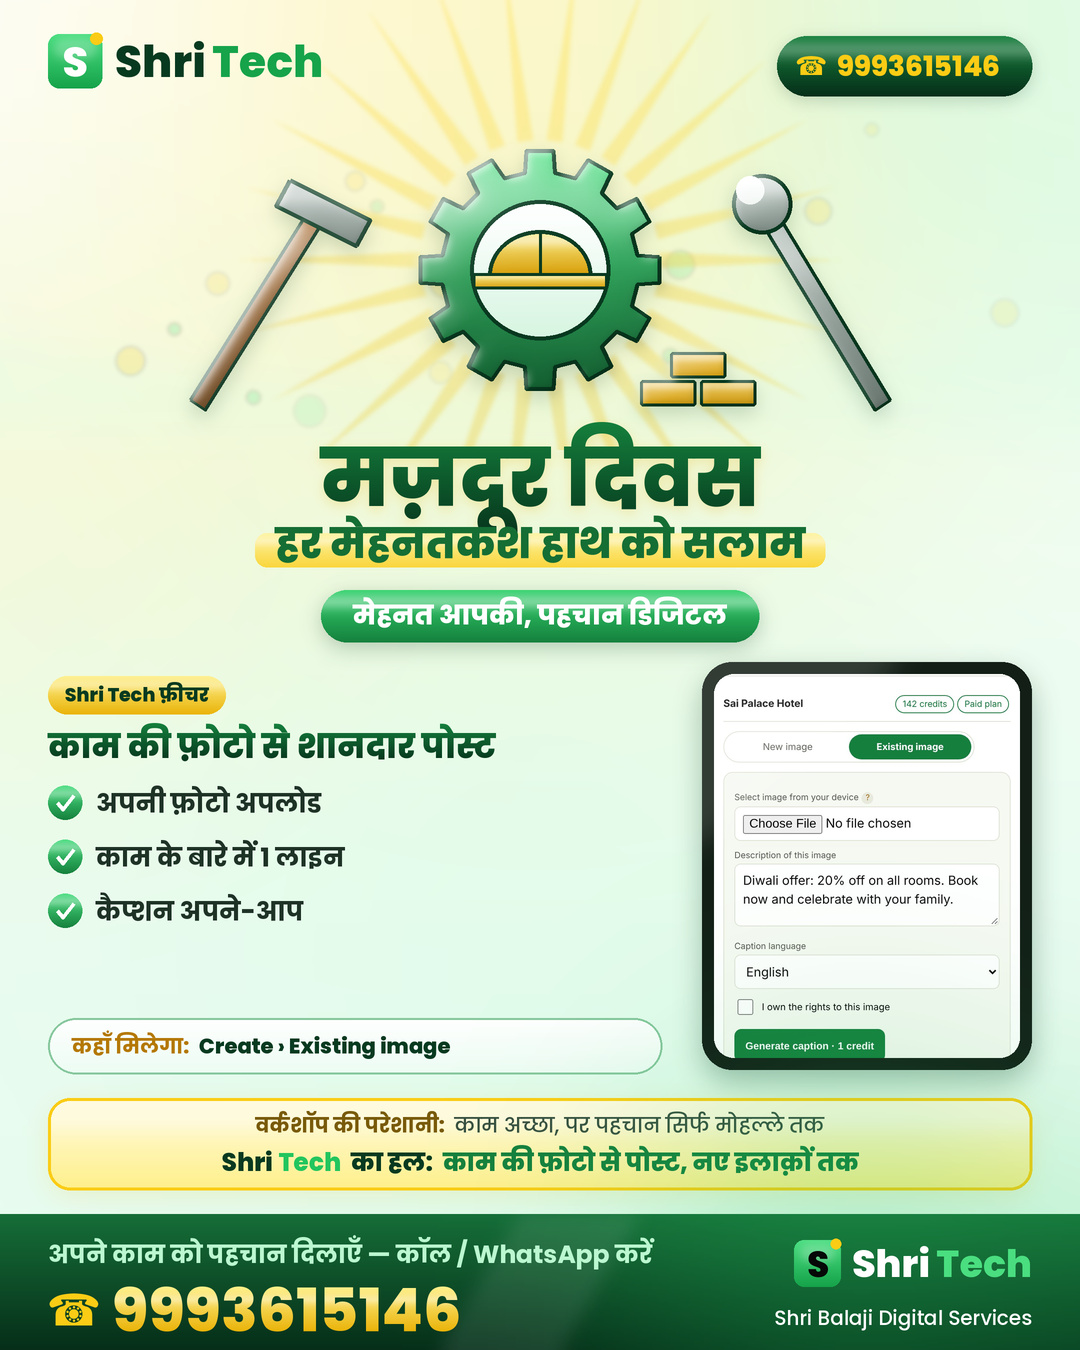 S Shri Tech
☎ 9993615146
मज़दूर दिवस
हर मेहनतकश हाथ को सलाम
मेहनत आपकी, पहचान डिजिटल
Shri Tech फ़ीचर
काम की फ़ोटो से शानदार पोस्ट
अपनी फ़ोटो अपलोड
काम के बारे में 1 लाइन
कैप्शन अपने-आप
कहाँ मिलेगा: Create › Existing image
Sai Palace Hotel
142 credits
Paid plan
New image
Existing image
Select image from your device ?
Choose File No file chosen
Description of this image
Diwali offer: 20% off on all rooms. Book
now and celebrate with your family.
Caption language
English
I own the rights to this image
Generate caption · 1 credit
वर्कशॉप की परेशानी: काम अच्छा, पर पहचान सिर्फ मोहल्ले तक
Shri Tech का हल: काम की फ़ोटो से पोस्ट, नए इलाक़ों तक
अपने काम को पहचान दिलाएँ — कॉल / WhatsApp करें
☎ 9993615146
S Shri Tech
Shri Balaji Digital Services